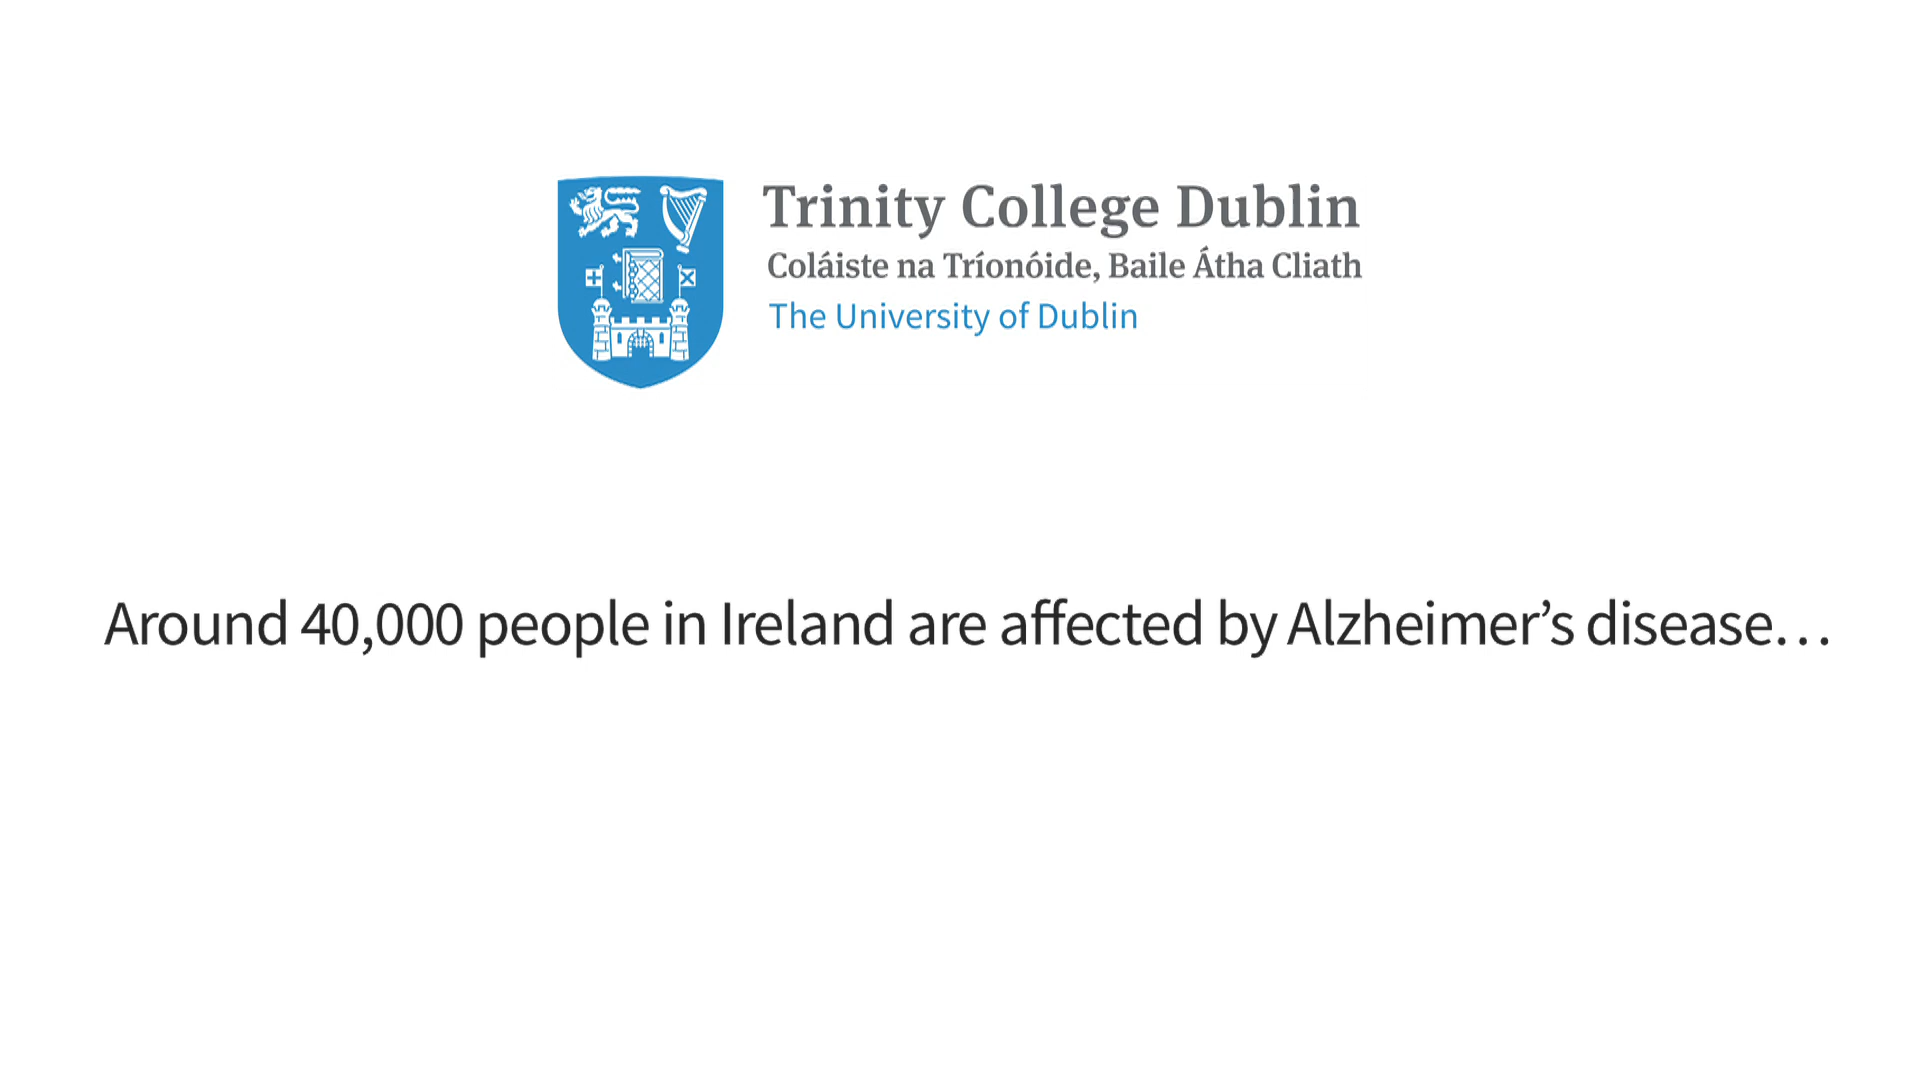 Trinity College Dublin
Coláiste na Tríonóide, Baile Átha Cliath
The University of Dublin
Around 40,000 people in Ireland are affected by Alzheimer’s disease…